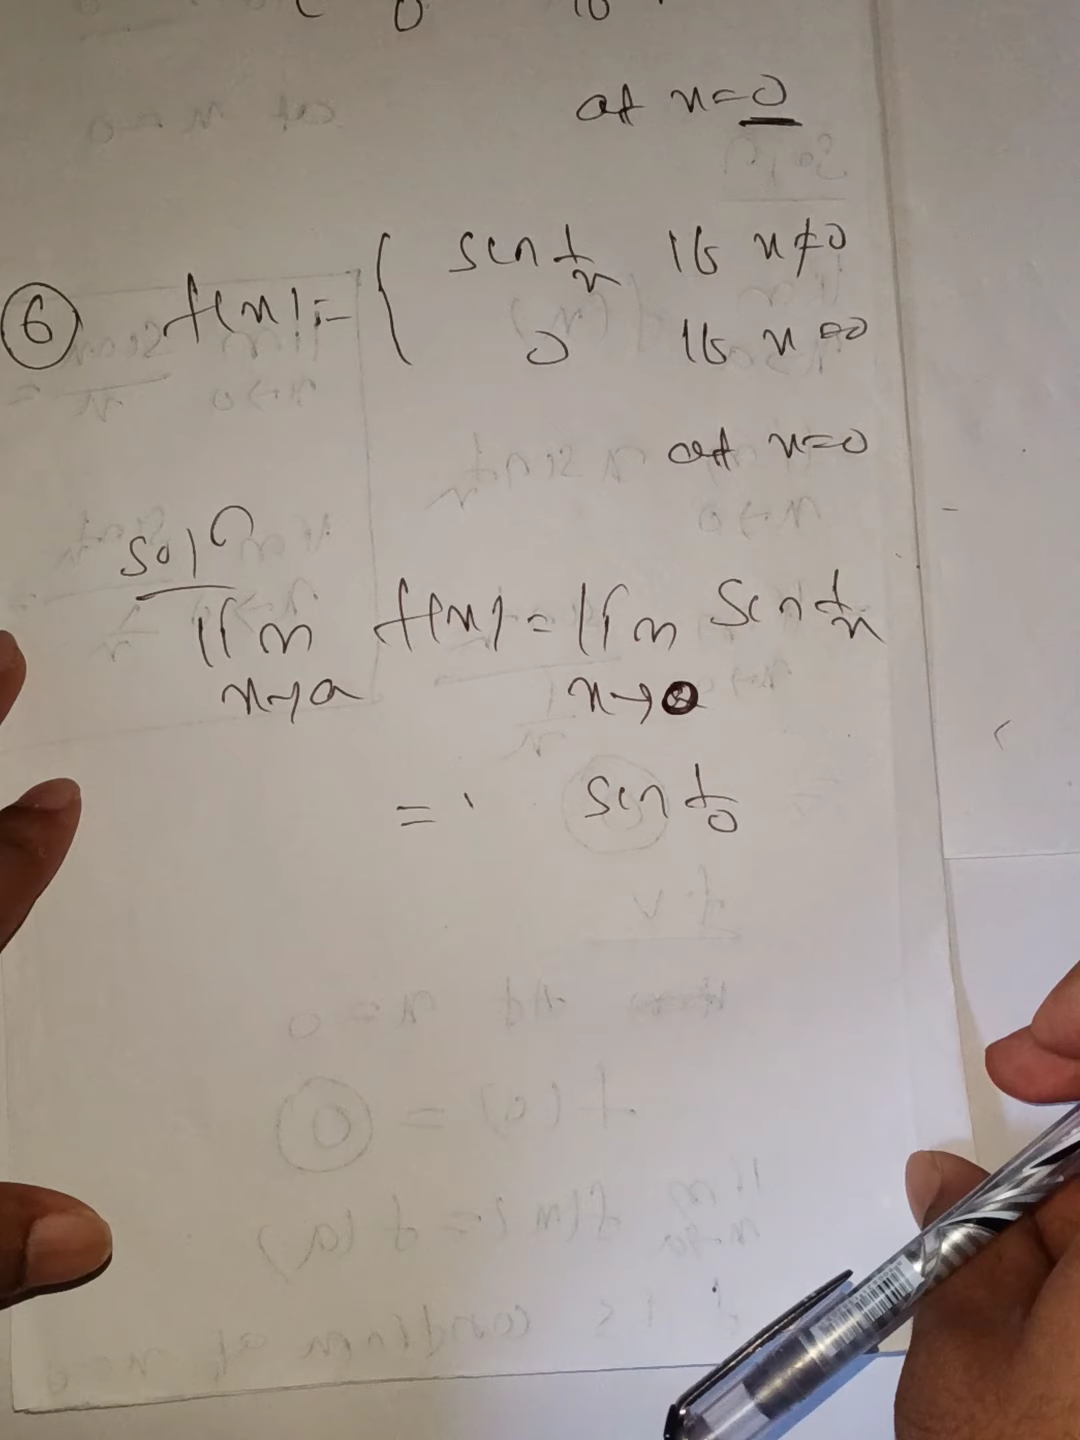 at x=0
6 f(x)= { sin 1/x if x≠0
0 if x=0
at x=0
Soln
lim x→a f(x) = lim x→0 sin 1/x
= sin 1/0